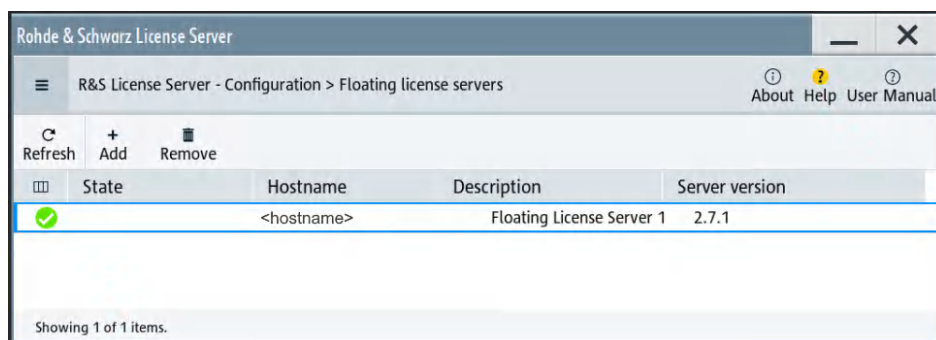 Rohde & Schwarz License Server
R&S License Server - Configuration > Floating license servers
About Help User Manual
Refresh Add Remove
State Hostname Description Server version
<hostname> Floating License Server 1 2.7.1
Showing 1 of 1 items.